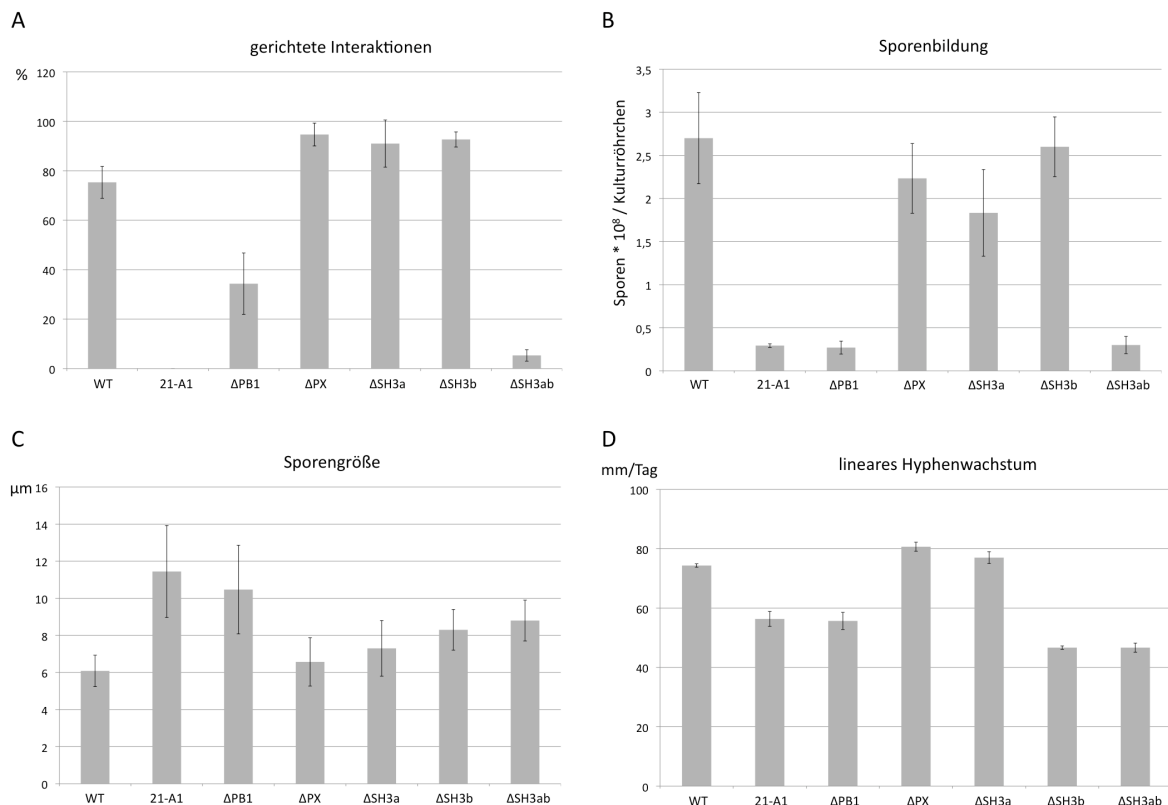 A
gerichtete Interaktionen
%
120
100
80
60
40
20
0
WT 21-A1 ΔPB1 ΔPX ΔSH3a ΔSH3b ΔSH3ab
B
Sporenbildung
Sporen * 10⁸ / Kulturröhrchen
3,5
3
2,5
2
1,5
1
0,5
0
WT 21-A1 ΔPB1 ΔPX ΔSH3a ΔSH3b ΔSH3ab
C
Sporengröße
µm
16
14
12
10
8
6
4
2
0
WT 21-A1 ΔPB1 ΔPX ΔSH3a ΔSH3b ΔSH3ab
D
lineares Hyphenwachstum
mm/Tag
100
80
60
40
20
0
WT 21-A1 ΔPB1 ΔPX ΔSH3a ΔSH3b ΔSH3ab